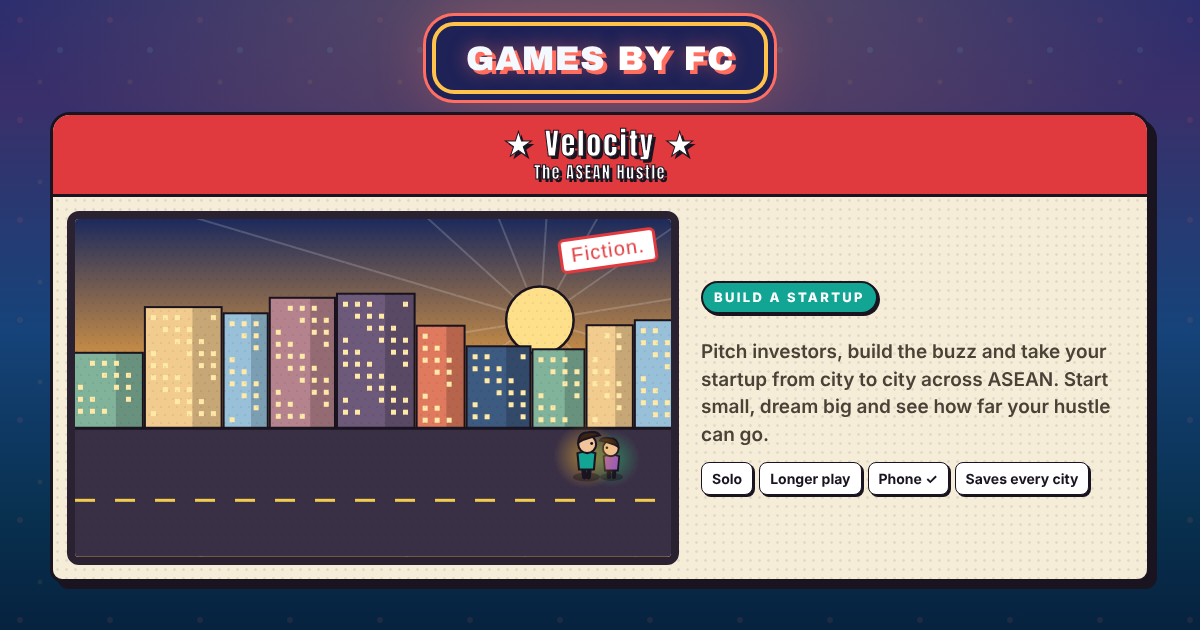 GAMES BY FC
★ Velocity ★
The ASEAN Hustle
Fiction.
BUILD A STARTUP
Pitch investors, build the buzz and take your
startup from city to city across ASEAN. Start
small, dream big and see how far your hustle
can go.
Solo
Longer play
Phone ✓
Saves every city